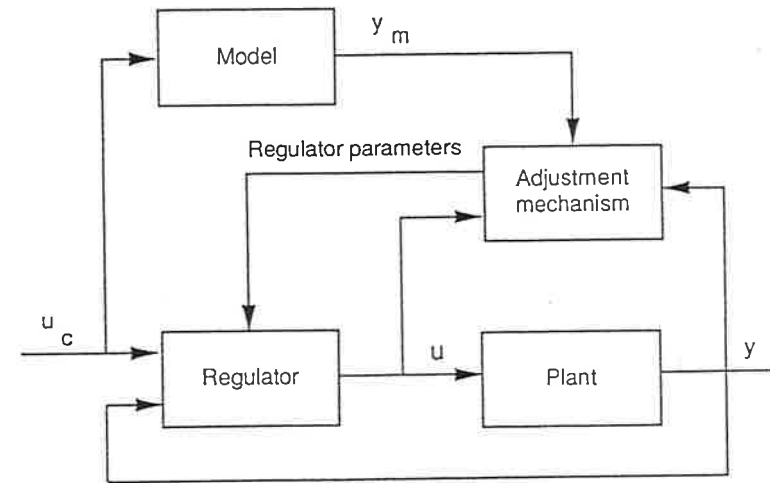 Model
y m
Regulator parameters
Adjustment
mechanism
u c
Regulator
u
Plant
y